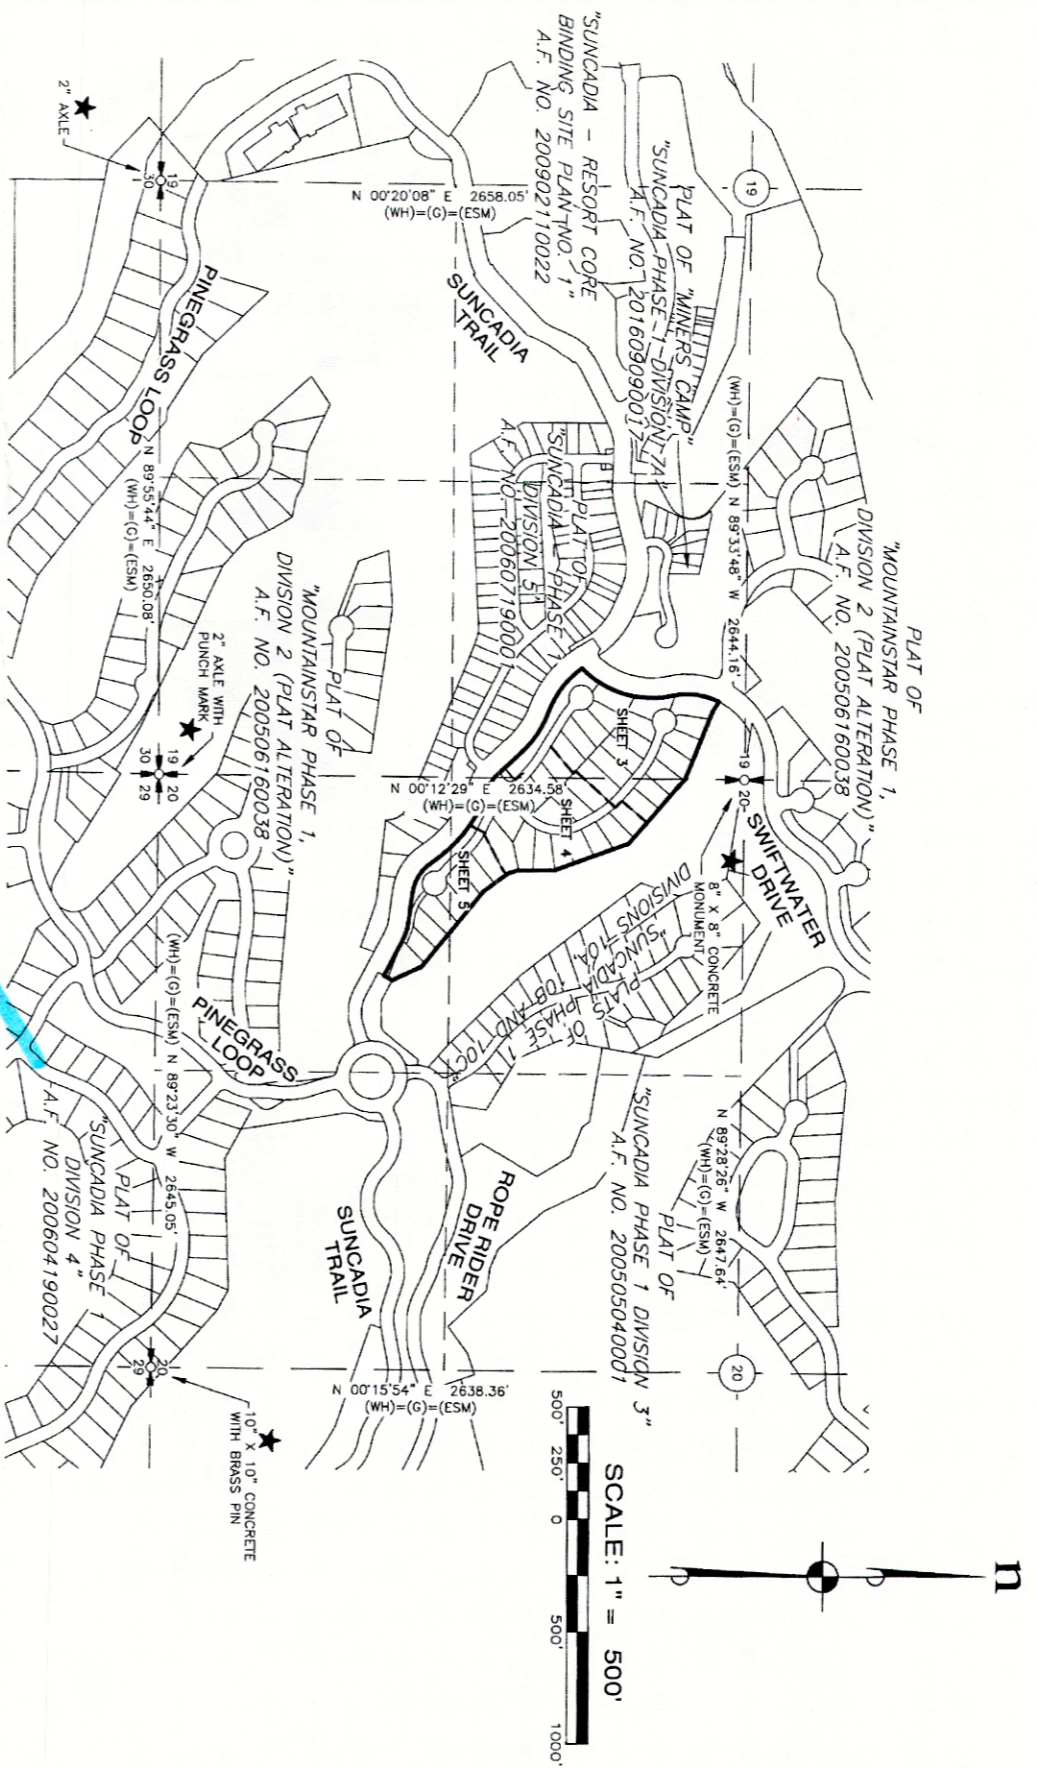 PLAT OF
"MOUNTAINSTAR PHASE 1,
DIVISION 2 (PLAT ALTERATION)"
A.F. NO. 200506160038
SWIFTWATER
DRIVE
19
(WH)=(G)=(ESM) N 89°33'48" W 2644.16'
19
20
8" X 8" CONCRETE
MONUMENT
N 89°28'26" W 2647.64'
(WH)=(G)=(ESM)
20
PLAT OF "MINERS CAMP"
"SUNCADIA PHASE 1 DIVISION 7A"
A.F. NO. 201609090017
"SUNCADIA - RESORT CORE
BINDING SITE PLAN NO. 1"
A.F. NO. 200902110022
PLAT OF
"SUNCADIA - PHASE 1
DIVISION 5"
A.F. NO. 200607190001
SHEET 3
SHEET 4
SHEET 5
PLATS OF
"SUNCADIA PHASE 1
DIVISIONS 10A, 10B AND 10C"
PLAT OF
"SUNCADIA PHASE 1 DIVISION 3"
A.F. NO. 200505040001
N 00°20'08" E 2658.05'
(WH)=(G)=(ESM)
SUNCADIA
TRAIL
N 00°12'29" E 2634.58'
(WH)=(G)=(ESM)
ROPE RIDER
DRIVE
SUNCADIA
TRAIL
N 00°15'54" E 2638.36'
(WH)=(G)=(ESM)
PLAT OF
"MOUNTAINSTAR PHASE 1,
DIVISION 2 (PLAT ALTERATION)"
A.F. NO. 200506160038
PINEGRASS
LOOP
PINEGRASS LOOP
2" AXLE
19
30
N 89°55'44" E 2650.08'
(WH)=(G)=(ESM)
2" AXLE WITH
PUNCH MARK
19
20
30
29
(WH)=(G)=(ESM) N 89°23'30" W 2645.05'
PLAT OF
"SUNCADIA PHASE 1
DIVISION 4"
A.F. NO. 200604190027
20
29
10" X 10" CONCRETE
WITH BRASS PIN
n
SCALE: 1" = 500'
500' 250' 0 500' 1000'